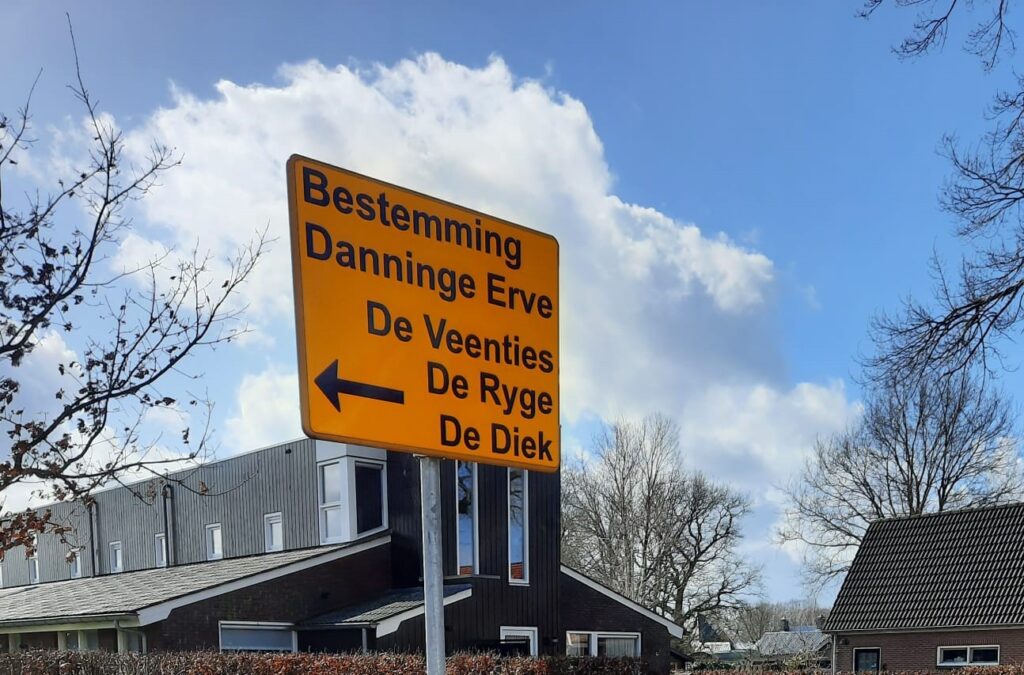 Bestemming
Danninge Erve
De Veenties
De Ryge
De Diek